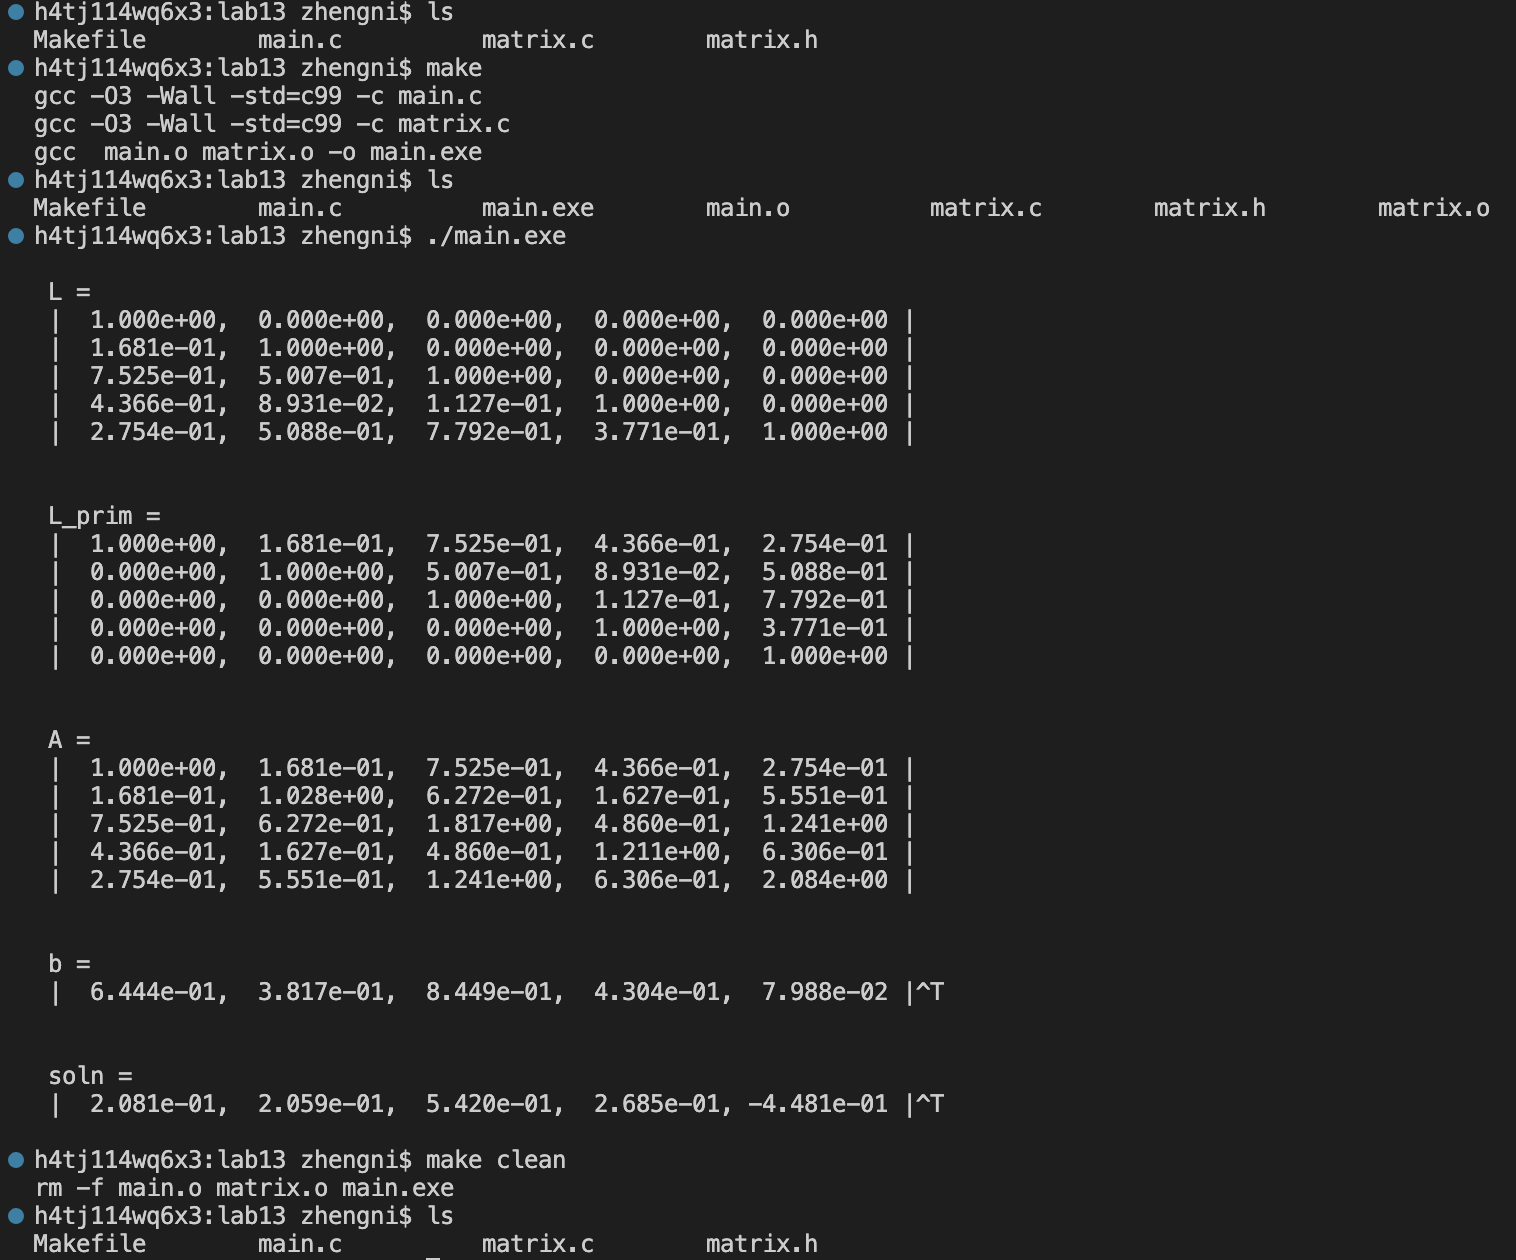 h4tj114wq6x3:lab13 zhengni$ ls
Makefile        main.c          matrix.c        matrix.h
h4tj114wq6x3:lab13 zhengni$ make
gcc -O3 -Wall -std=c99 -c main.c
gcc -O3 -Wall -std=c99 -c matrix.c
gcc  main.o matrix.o -o main.exe
h4tj114wq6x3:lab13 zhengni$ ls
Makefile        main.c          main.exe        main.o          matrix.c        matrix.h        matrix.o
h4tj114wq6x3:lab13 zhengni$ ./main.exe
L =
|  1.000e+00,  0.000e+00,  0.000e+00,  0.000e+00,  0.000e+00 |
|  1.681e-01,  1.000e+00,  0.000e+00,  0.000e+00,  0.000e+00 |
|  7.525e-01,  5.007e-01,  1.000e+00,  0.000e+00,  0.000e+00 |
|  4.366e-01,  8.931e-02,  1.127e-01,  1.000e+00,  0.000e+00 |
|  2.754e-01,  5.088e-01,  7.792e-01,  3.771e-01,  1.000e+00 |
L_prim =
|  1.000e+00,  1.681e-01,  7.525e-01,  4.366e-01,  2.754e-01 |
|  0.000e+00,  1.000e+00,  5.007e-01,  8.931e-02,  5.088e-01 |
|  0.000e+00,  0.000e+00,  1.000e+00,  1.127e-01,  7.792e-01 |
|  0.000e+00,  0.000e+00,  0.000e+00,  1.000e+00,  3.771e-01 |
|  0.000e+00,  0.000e+00,  0.000e+00,  0.000e+00,  1.000e+00 |
A =
|  1.000e+00,  1.681e-01,  7.525e-01,  4.366e-01,  2.754e-01 |
|  1.681e-01,  1.028e+00,  6.272e-01,  1.627e-01,  5.551e-01 |
|  7.525e-01,  6.272e-01,  1.817e+00,  4.860e-01,  1.241e+00 |
|  4.366e-01,  1.627e-01,  4.860e-01,  1.211e+00,  6.306e-01 |
|  2.754e-01,  5.551e-01,  1.241e+00,  6.306e-01,  2.084e+00 |
b =
|  6.444e-01,  3.817e-01,  8.449e-01,  4.304e-01,  7.988e-02 |^T
soln =
|  2.081e-01,  2.059e-01,  5.420e-01,  2.685e-01, -4.481e-01 |^T
h4tj114wq6x3:lab13 zhengni$ make clean
rm -f main.o matrix.o main.exe
h4tj114wq6x3:lab13 zhengni$ ls
Makefile        main.c          matrix.c        matrix.h